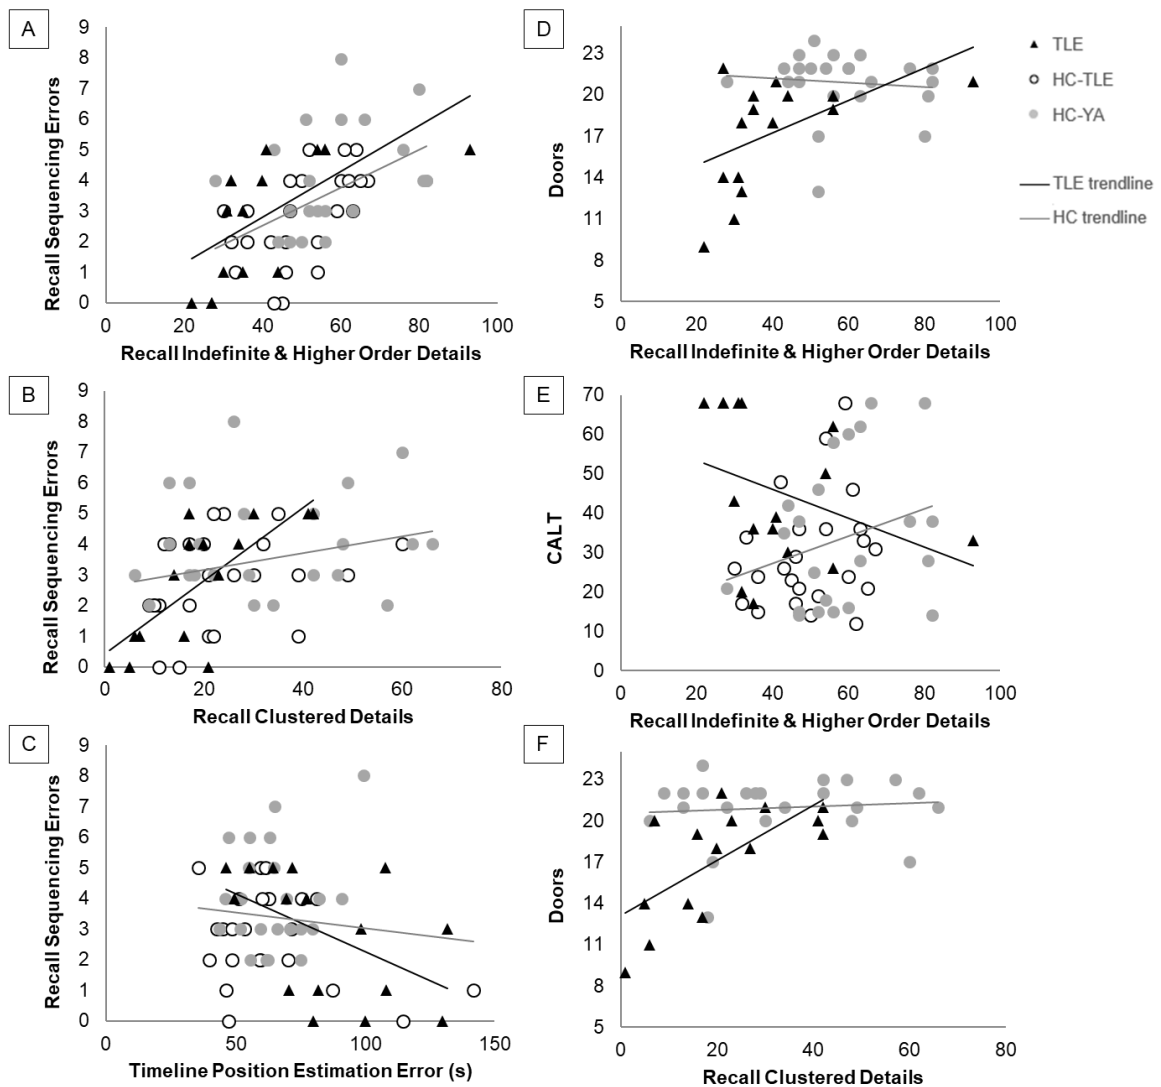 A
9
8
7
6
5
4
3
2
1
0
Recall Sequencing Errors
0 20 40 60 80 100
Recall Indefinite & Higher Order Details
B
9
8
7
6
5
4
3
2
1
0
Recall Sequencing Errors
0 20 40 60 80
Recall Clustered Details
C
9
8
7
6
5
4
3
2
1
0
Recall Sequencing Errors
0 50 100 150
Timeline Position Estimation Error (s)
D
23
20
17
14
11
8
5
Doors
0 20 40 60 80 100
Recall Indefinite & Higher Order Details
TLE
HC-TLE
HC-YA
TLE trendline
HC trendline
E
70
60
50
40
30
20
10
0
CALT
0 20 40 60 80 100
Recall Indefinite & Higher Order Details
F
23
20
17
14
11
8
5
Doors
0 20 40 60 80
Recall Clustered Details